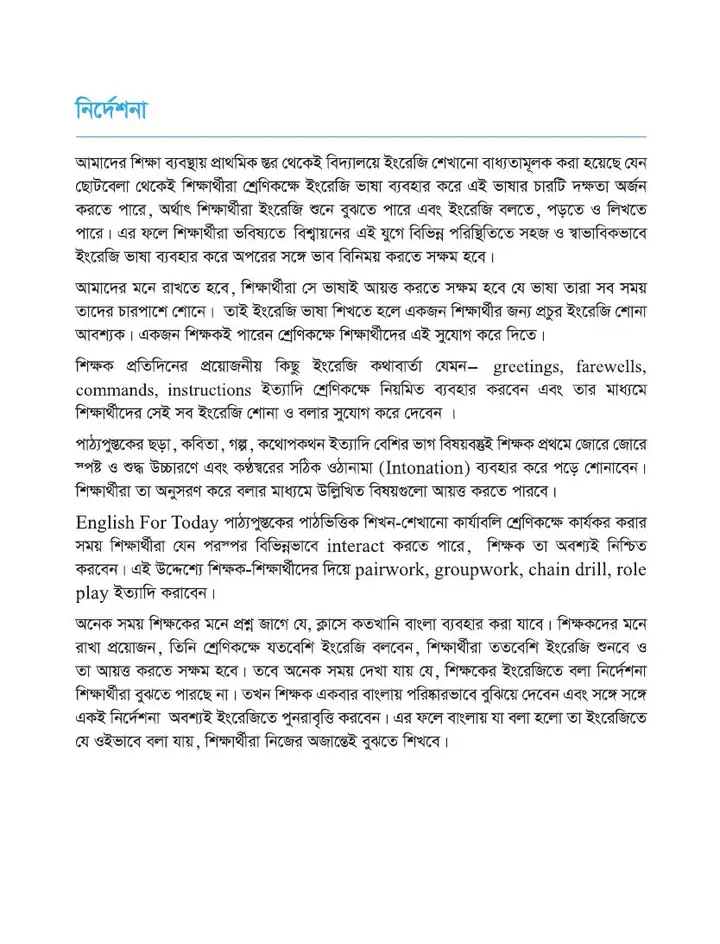 নির্দেশনা
আমাদের শিক্ষা ব্যবস্থায় প্রাথমিক স্তর থেকেই বিদ্যালয়ে ইংরেজি শেখানো বাধ্যতামূলক করা হয়েছে যেন
ছোটবেলা থেকেই শিক্ষার্থীরা শ্রেণিকক্ষে ইংরেজি ভাষা ব্যবহার করে এই ভাষার চারটি দক্ষতা অর্জন
করতে পারে, অর্থাৎ শিক্ষার্থীরা ইংরেজি শুনে বুঝতে পারে এবং ইংরেজি বলতে, পড়তে ও লিখতে
পারে। এর ফলে শিক্ষার্থীরা ভবিষ্যতে বিশ্বায়নের এই যুগে বিভিন্ন পরিস্থিতিতে সহজ ও স্বাভাবিকভাবে
ইংরেজি ভাষা ব্যবহার করে অপরের সঙ্গে ভাব বিনিময় করতে সক্ষম হবে।
আমাদের মনে রাখতে হবে, শিক্ষার্থীরা সে ভাষাই আয়ত্ত করতে সক্ষম হবে যে ভাষা তারা সব সময়
তাদের চারপাশে শোনে। তাই ইংরেজি ভাষা শিখতে হলে একজন শিক্ষার্থীর জন্য প্রচুর ইংরেজি শোনা
আবশ্যক। একজন শিক্ষকই পারেন শ্রেণিকক্ষে শিক্ষার্থীদের এই সুযোগ করে দিতে।
শিক্ষক প্রতিদিনের প্রয়োজনীয় কিছু ইংরেজি কথাবার্তা যেমন– greetings, farewells,
commands, instructions ইত্যাদি শ্রেণিকক্ষে নিয়মিত ব্যবহার করবেন এবং তার মাধ্যমে
শিক্ষার্থীদের সেই সব ইংরেজি শোনা ও বলার সুযোগ করে দেবেন ।
পাঠ্যপুস্তকের ছড়া, কবিতা, গল্প, কথোপকথন ইত্যাদি বেশির ভাগ বিষয়বস্তুই শিক্ষক প্রথমে জোরে জোরে
স্পষ্ট ও শুদ্ধ উচ্চারণে এবং কণ্ঠস্বরের সঠিক ওঠানামা (Intonation) ব্যবহার করে পড়ে শোনাবেন।
শিক্ষার্থীরা তা অনুসরণ করে বলার মাধ্যমে উল্লিখিত বিষয়গুলো আয়ত্ত করতে পারবে।
English For Today পাঠ্যপুস্তকের পাঠভিত্তিক শিখন-শেখানো কার্যাবলি শ্রেণিকক্ষে কার্যকর করার
সময় শিক্ষার্থীরা যেন পরস্পর বিভিন্নভাবে interact করতে পারে, শিক্ষক তা অবশ্যই নিশ্চিত
করবেন। এই উদ্দেশ্যে শিক্ষক-শিক্ষার্থীদের দিয়ে pairwork, groupwork, chain drill, role
play ইত্যাদি করাবেন।
অনেক সময় শিক্ষকের মনে প্রশ্ন জাগে যে, ক্লাসে কতখানি বাংলা ব্যবহার করা যাবে। শিক্ষকদের মনে
রাখা প্রয়োজন, তিনি শ্রেণিকক্ষে যতবেশি ইংরেজি বলবেন, শিক্ষার্থীরা ততবেশি ইংরেজি শুনবে ও
তা আয়ত্ত করতে সক্ষম হবে। তবে অনেক সময় দেখা যায় যে, শিক্ষকের ইংরেজিতে বলা নির্দেশনা
শিক্ষার্থীরা বুঝতে পারছে না। তখন শিক্ষক একবার বাংলায় পরিষ্কারভাবে বুঝিয়ে দেবেন এবং সঙ্গে সঙ্গে
একই নির্দেশনা অবশ্যই ইংরেজিতে পুনরাবৃত্তি করবেন। এর ফলে বাংলায় যা বলা হলো তা ইংরেজিতে
যে ওইভাবে বলা যায়, শিক্ষার্থীরা নিজের অজান্তেই বুঝতে শিখবে।